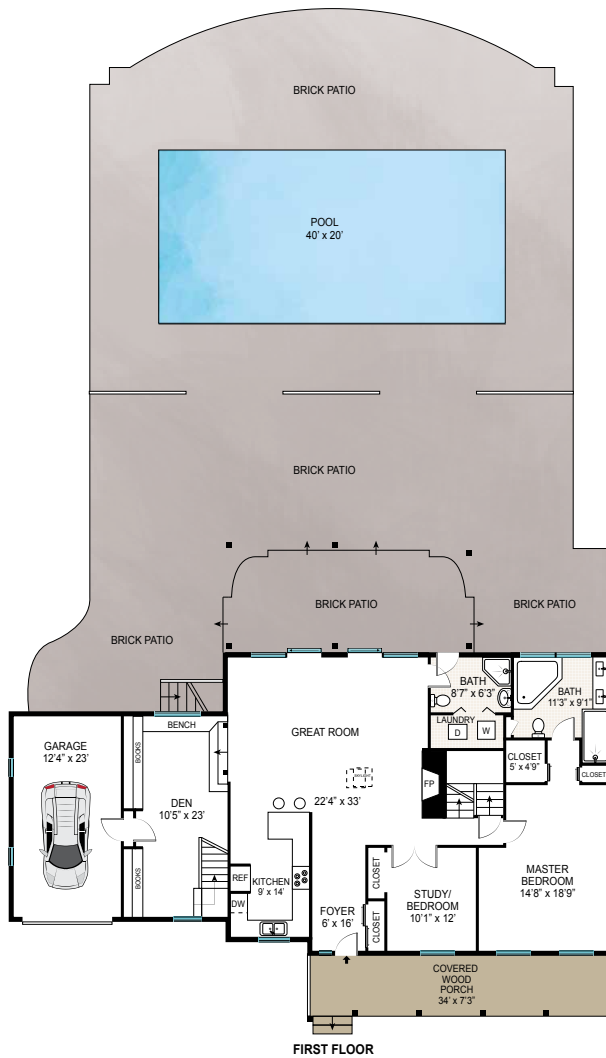 BRICK PATIO
POOL
40' x 20'
BRICK PATIO
BRICK PATIO
BRICK PATIO
BRICK PATIO
BATH
8'7" x 6'3"
BATH
11'3" x 9'1"
LAUNDRY
D
W
BENCH
GREAT ROOM
22'4" x 33'
SKYLIGHT
GARAGE
12'4" x 23'
BOOKS
BOOKS
DEN
10'5" x 23'
CLOSET
5' x 4'9"
CLOSET
FP
REF
KITCHEN
9' x 14'
DW
CLOSET
CLOSET
STUDY/
BEDROOM
10'1" x 12'
MASTER
BEDROOM
14'8" x 18'9"
FOYER
6' x 16'
COVERED
WOOD
PORCH
34' x 7'3"
FIRST FLOOR